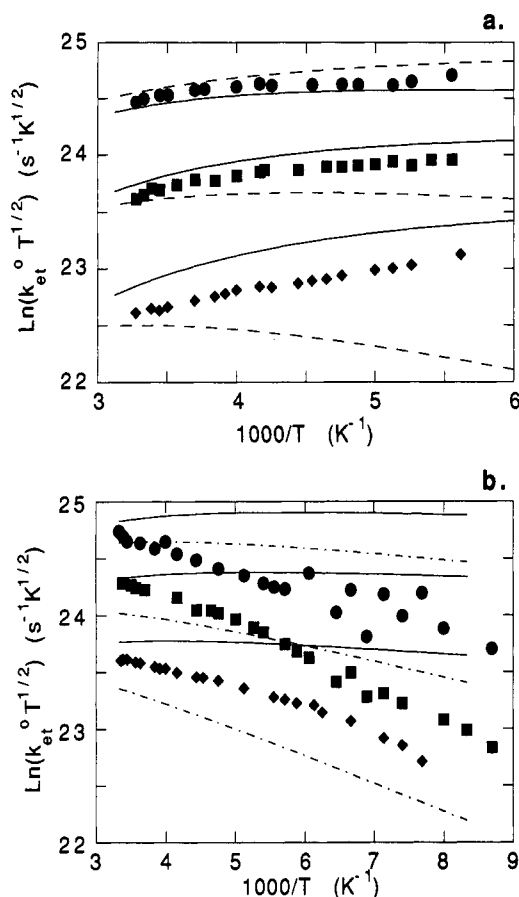 a.
25
24
23
22
Ln(k_et° T^1/2) (s^-1 K^1/2)
3 4 5 6
1000/T (K^-1)
b.
25
24
23
22
Ln(k_et° T^1/2) (s^-1 K^1/2)
3 4 5 6 7 8 9
1000/T (K^-1)